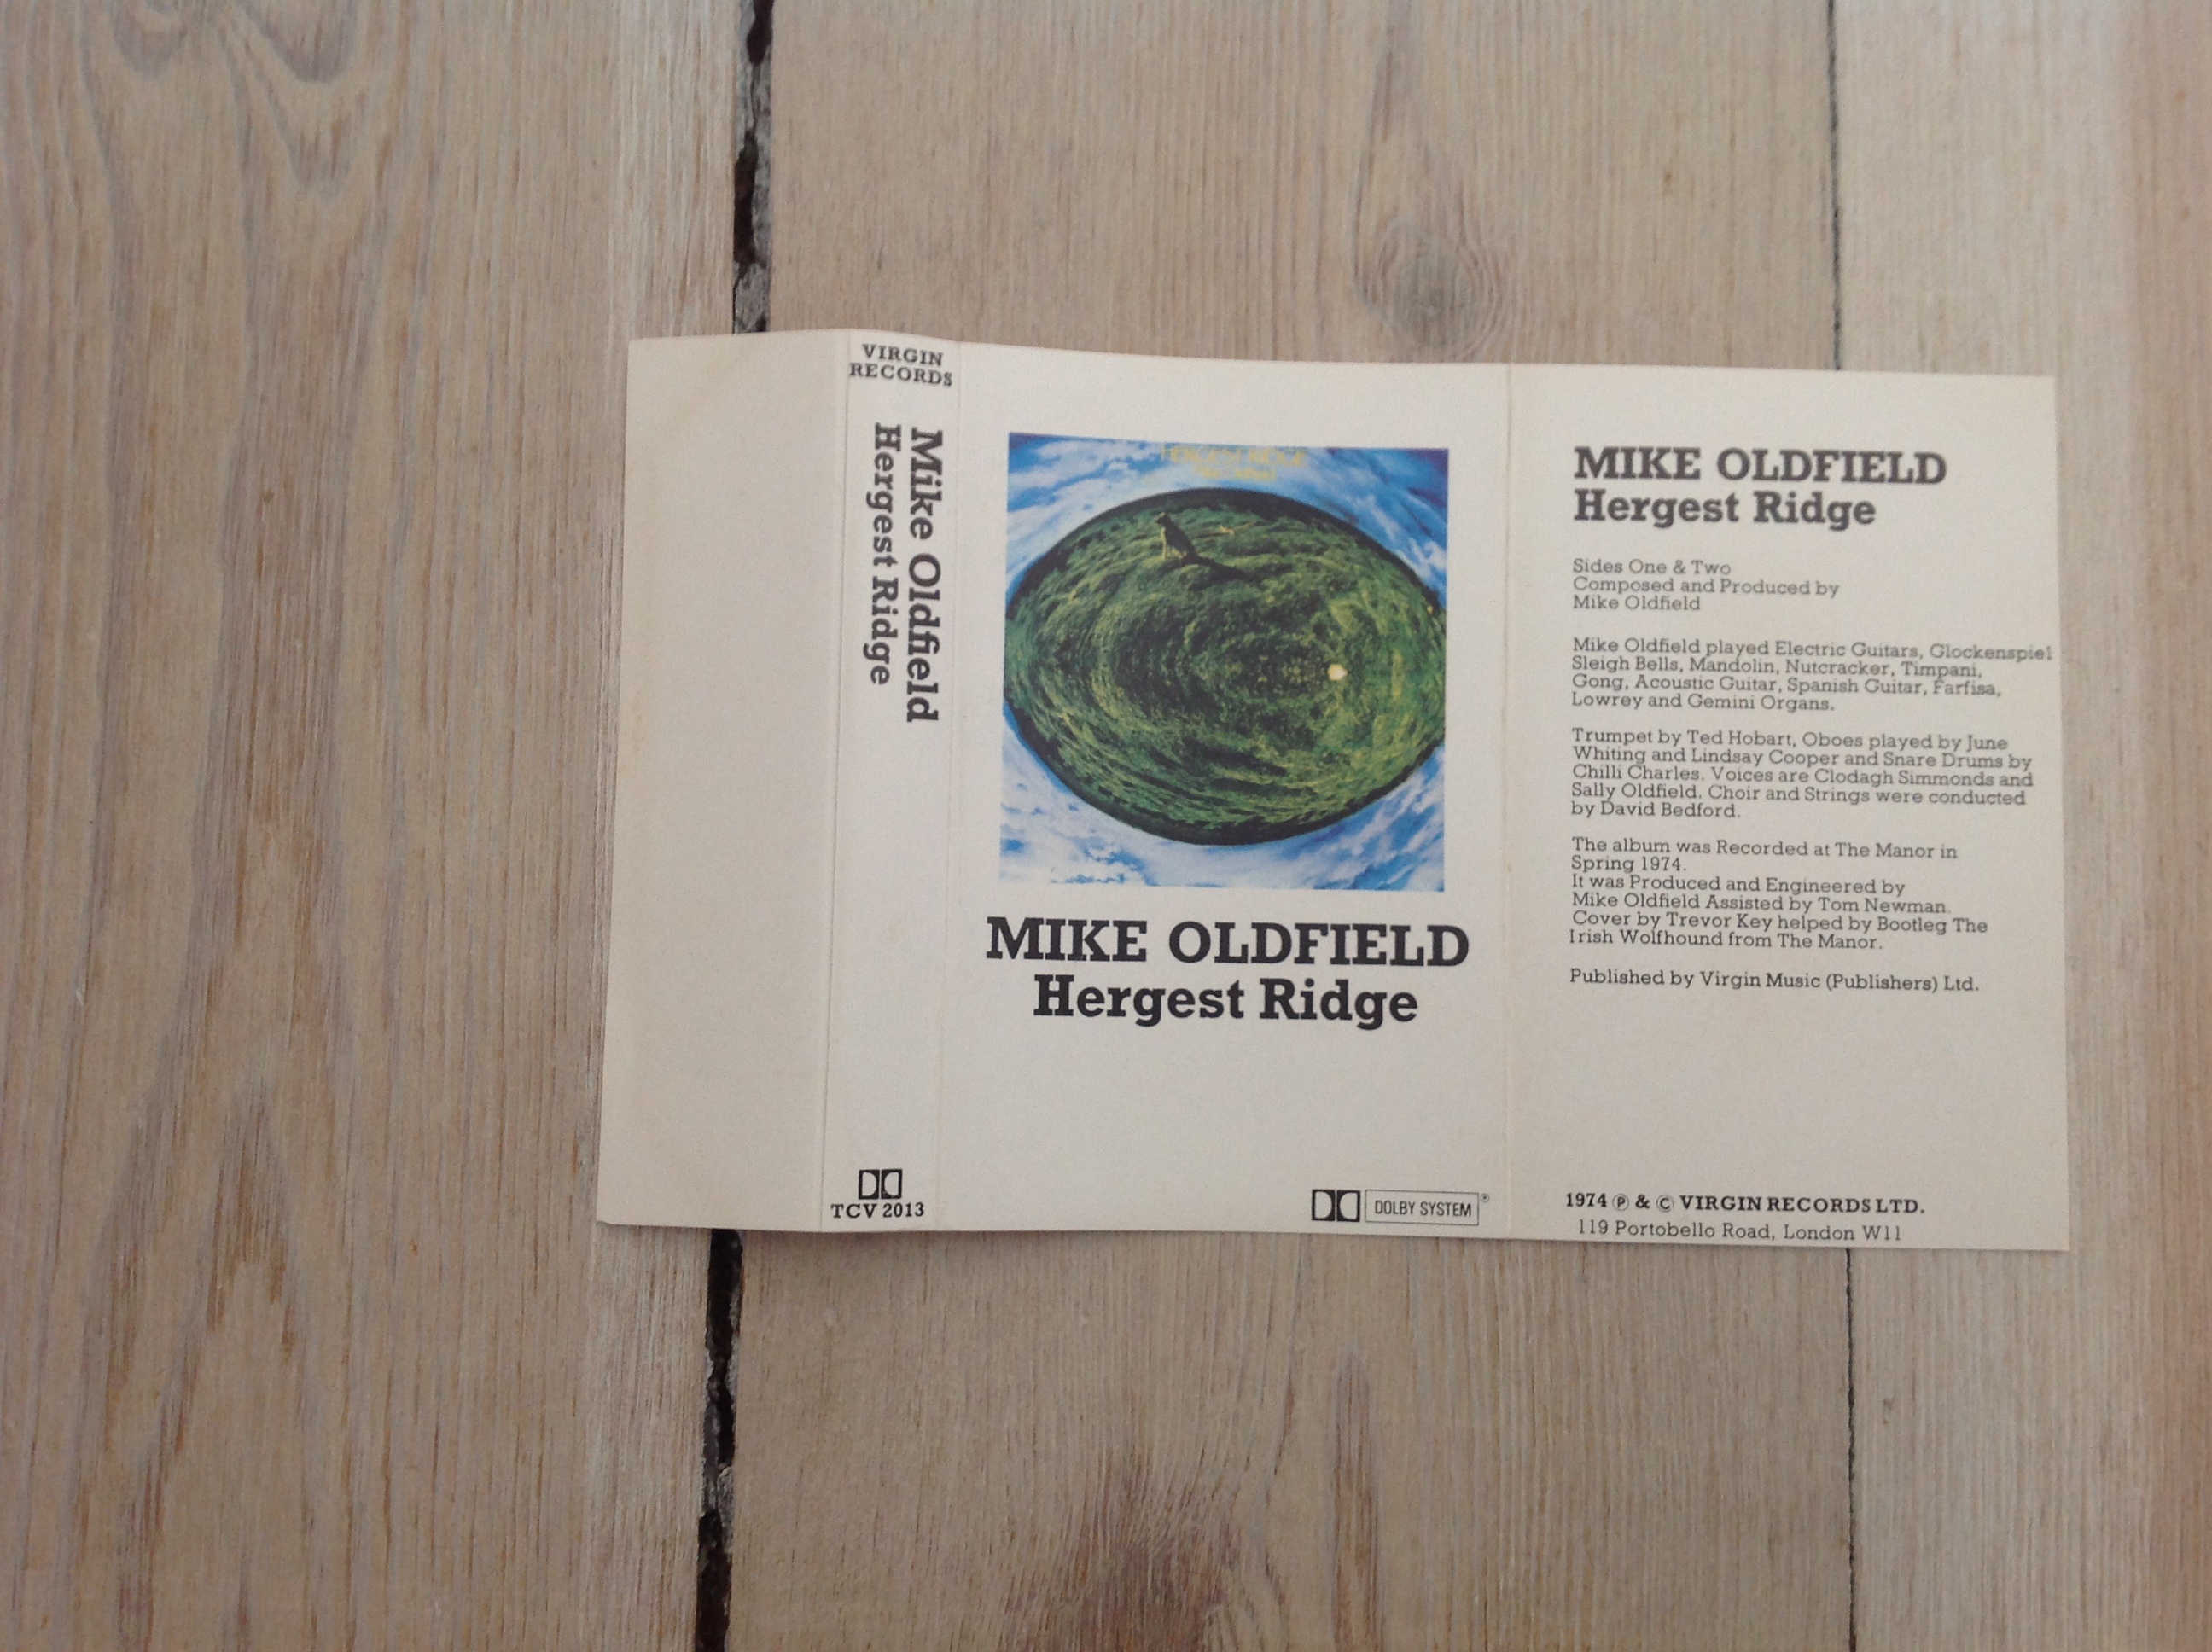 VIRGIN
RECORDS
Mike Oldfield
Hergest Ridge
TCV 2013
HERGEST RIDGE
MIKE OLDFIELD
Hergest Ridge
DOLBY SYSTEM ®
MIKE OLDFIELD
Hergest Ridge
Sides One & Two
Composed and Produced by
Mike Oldfield
Mike Oldfield played Electric Guitars, Glockenspiel
Sleigh Bells, Mandolin, Nutcracker, Timpani,
Gong, Acoustic Guitar, Spanish Guitar, Farfisa,
Lowrey and Gemini Organs.
Trumpet by Ted Hobart, Oboes played by June
Whiting and Lindsay Cooper and Snare Drums by
Chilli Charles. Voices are Clodagh Simmonds and
Sally Oldfield. Choir and Strings were conducted
by David Bedford.
The album was Recorded at The Manor in
Spring 1974.
It was Produced and Engineered by
Mike Oldfield Assisted by Tom Newman.
Cover by Trevor Key helped by Bootleg The
Irish Wolfhound from The Manor.
Published by Virgin Music (Publishers) Ltd.
1974 ℗ & © VIRGIN RECORDS LTD.
119 Portobello Road, London W11